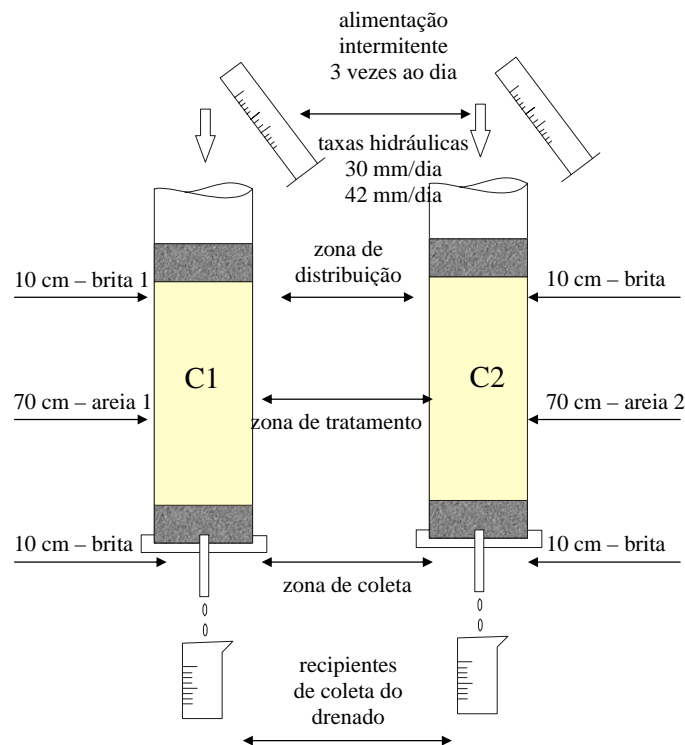 alimentação
intermitente
3 vezes ao dia
taxas hidráulicas
30 mm/dia
42 mm/dia
zona de
distribuição
10 cm – brita 1
10 cm – brita
C1
C2
70 cm – areia 1
zona de tratamento
70 cm – areia 2
10 cm – brita
zona de coleta
10 cm – brita
recipientes
de coleta do
drenado